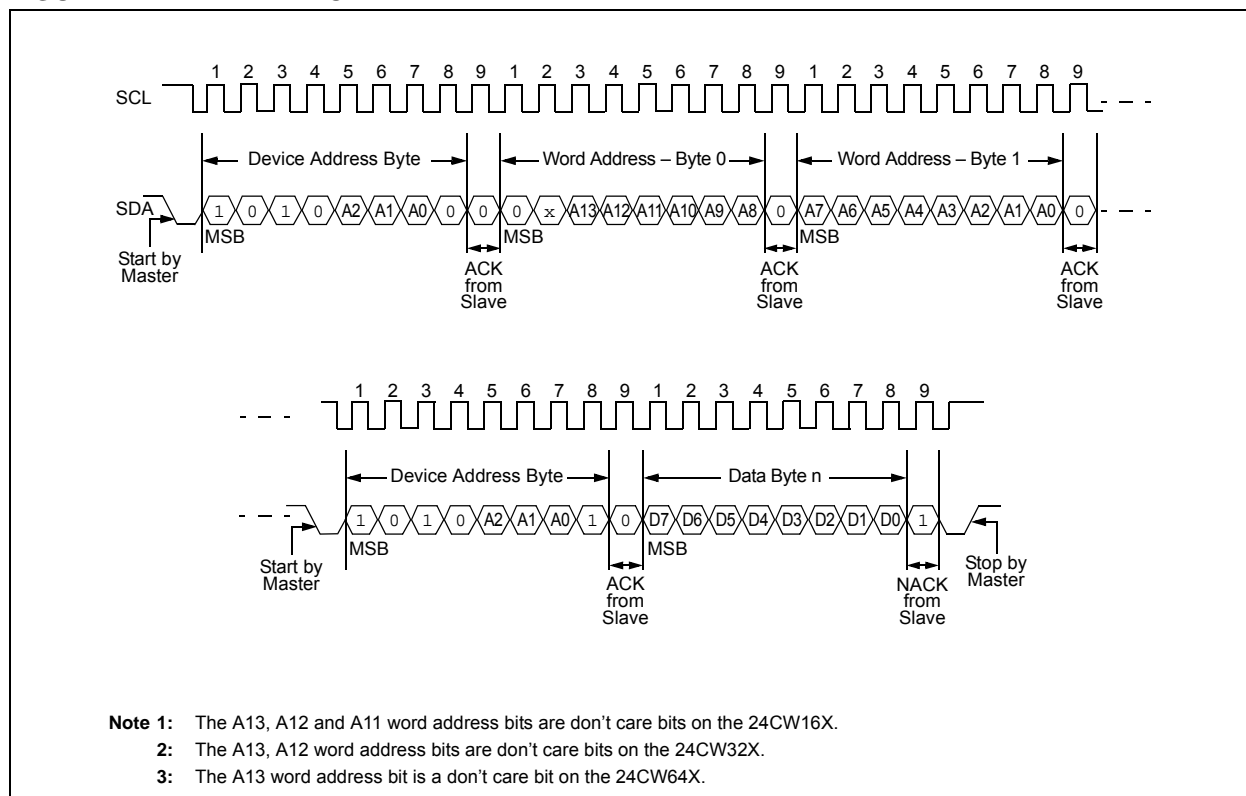 1 2 3 4 5 6 7 8 9 1 2 3 4 5 6 7 8 9 1 2 3 4 5 6 7 8 9
SCL
Device Address Byte
Word Address – Byte 0
Word Address – Byte 1
SDA
1 0 1 0 A2 A1 A0 0 0 0 x A13 A12 A11 A10 A9 A8 0 A7 A6 A5 A4 A3 A2 A1 A0 0
MSB
MSB
MSB
Start by
Master
ACK
from
Slave
ACK
from
Slave
ACK
from
Slave
1 2 3 4 5 6 7 8 9 1 2 3 4 5 6 7 8 9
Device Address Byte
Data Byte n
1 0 1 0 A2 A1 A0 1 0 D7 D6 D5 D4 D3 D2 D1 D0 1
MSB
MSB
Start by
Master
ACK
from
Slave
NACK
from
Slave
Stop by
Master
Note 1: The A13, A12 and A11 word address bits are don't care bits on the 24CW16X.
2: The A13, A12 word address bits are don't care bits on the 24CW32X.
3: The A13 word address bit is a don't care bit on the 24CW64X.